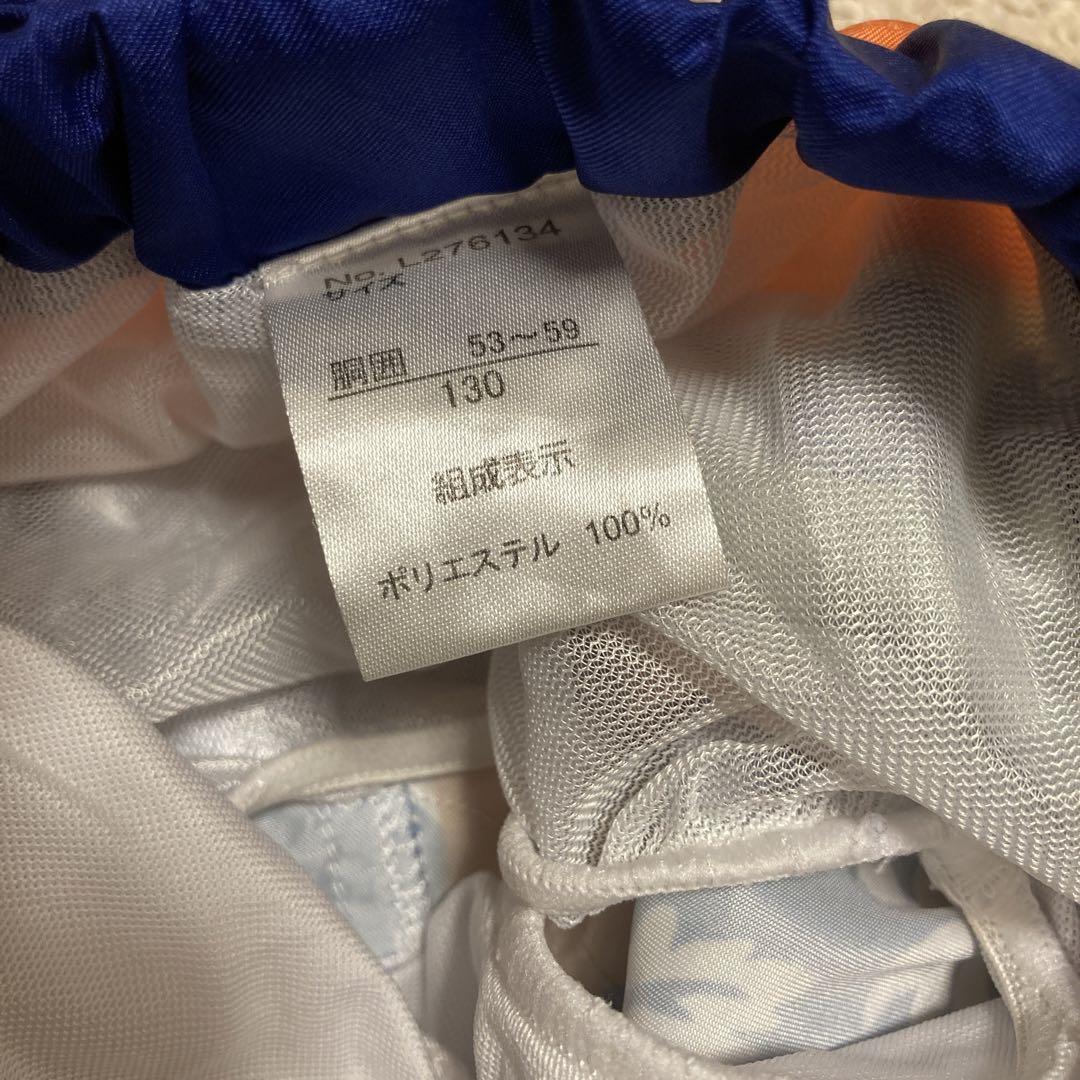 No. L276134
サイズ
胴囲 53～59
130
組成表示
ポリエステル 100%